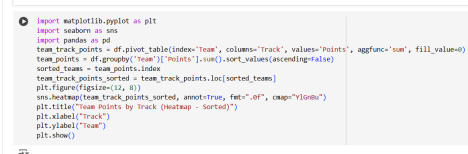 import matplotlib.pyplot as plt
import seaborn as sns
import pandas as pd
team_track_points = df.pivot_table(index='Team', columns='Track', values='Points', aggfunc='sum', fill_value=0)
team_points = df.groupby('Team')['Points'].sum().sort_values(ascending=False)
sorted_teams = team_points.index
team_track_points_sorted = team_track_points.loc[sorted_teams]
plt.figure(figsize=(12, 8))
sns.heatmap(team_track_points_sorted, annot=True, fmt=".0f", cmap="YlGnBu")
plt.title("Team Points by Track (Heatmap - Sorted)")
plt.xlabel("Track")
plt.ylabel("Team")
plt.show()